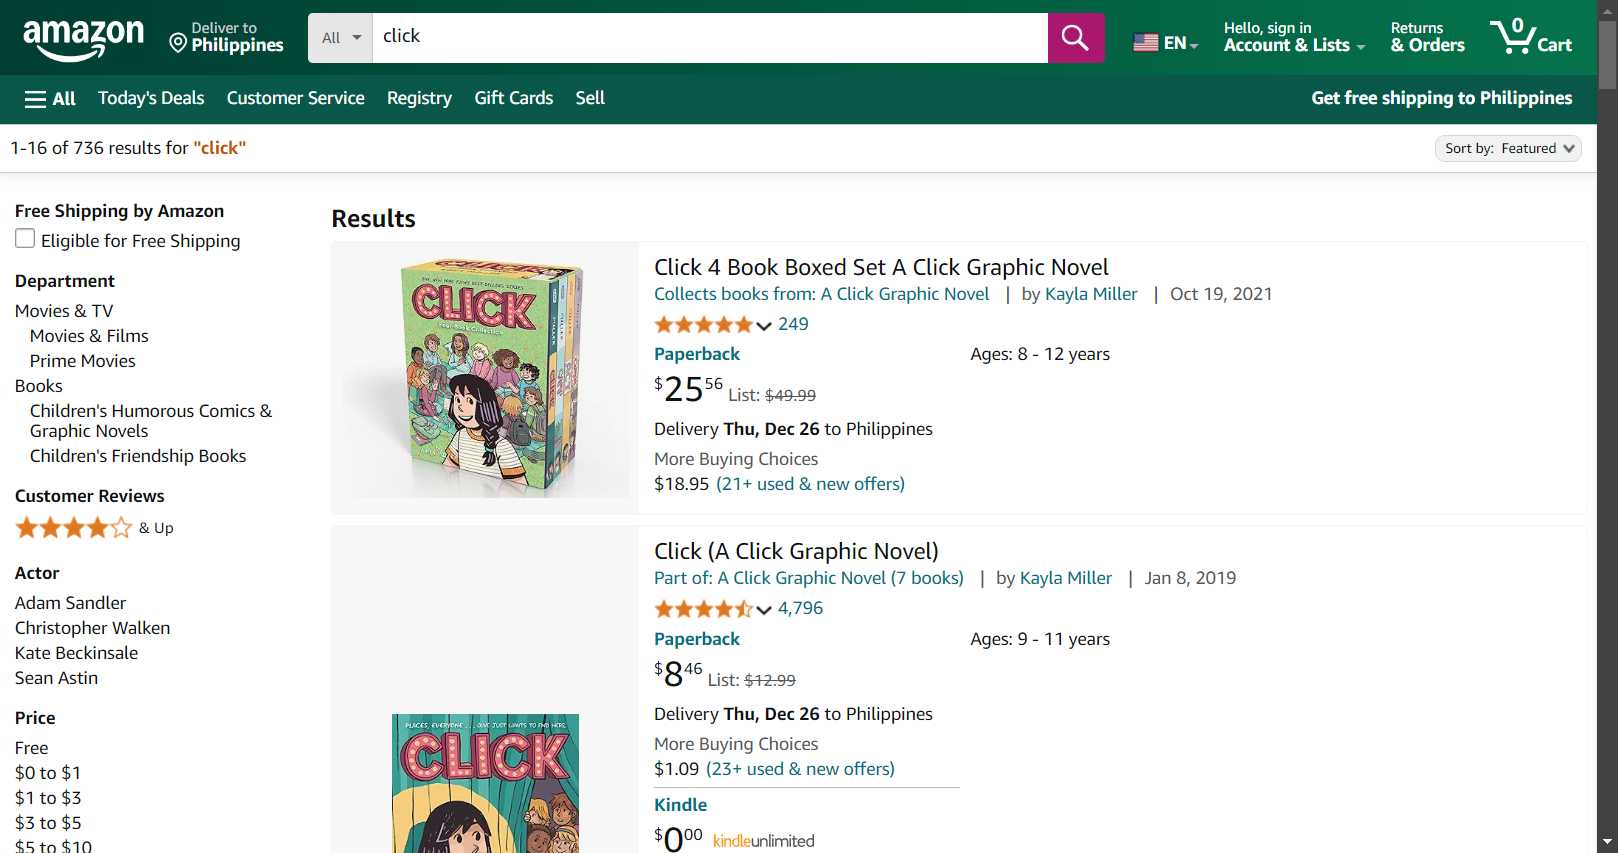 amazon
Deliver to
Philippines
All
click
EN
Hello, sign in
Account & Lists
Returns
& Orders
0
Cart
All
Today's Deals
Customer Service
Registry
Gift Cards
Sell
Get free shipping to Philippines
1-16 of 736 results for "click"
Sort by: Featured
Free Shipping by Amazon
Eligible for Free Shipping
Department
Movies & TV
Movies & Films
Prime Movies
Books
Children's Humorous Comics &
Graphic Novels
Children's Friendship Books
Customer Reviews
& Up
Actor
Adam Sandler
Christopher Walken
Kate Beckinsale
Sean Astin
Price
Free
$0 to $1
$1 to $3
$3 to $5
$5 to $10
Results
CLICK
Four-Book Collection
Click 4 Book Boxed Set A Click Graphic Novel
Collects books from: A Click Graphic Novel | by Kayla Miller | Oct 19, 2021
249
Paperback
Ages: 8 - 12 years
$25 56 List: $49.99
Delivery Thu, Dec 26 to Philippines
More Buying Choices
$18.95 (21+ used & new offers)
PLACES, EVERYONE . . . OLIVE JUST WANTS TO FIND HERS.
CLICK
Click (A Click Graphic Novel)
Part of: A Click Graphic Novel (7 books) | by Kayla Miller | Jan 8, 2019
4,796
Paperback
Ages: 9 - 11 years
$8 46 List: $12.99
Delivery Thu, Dec 26 to Philippines
More Buying Choices
$1.09 (23+ used & new offers)
Kindle
$0 00 kindleunlimited